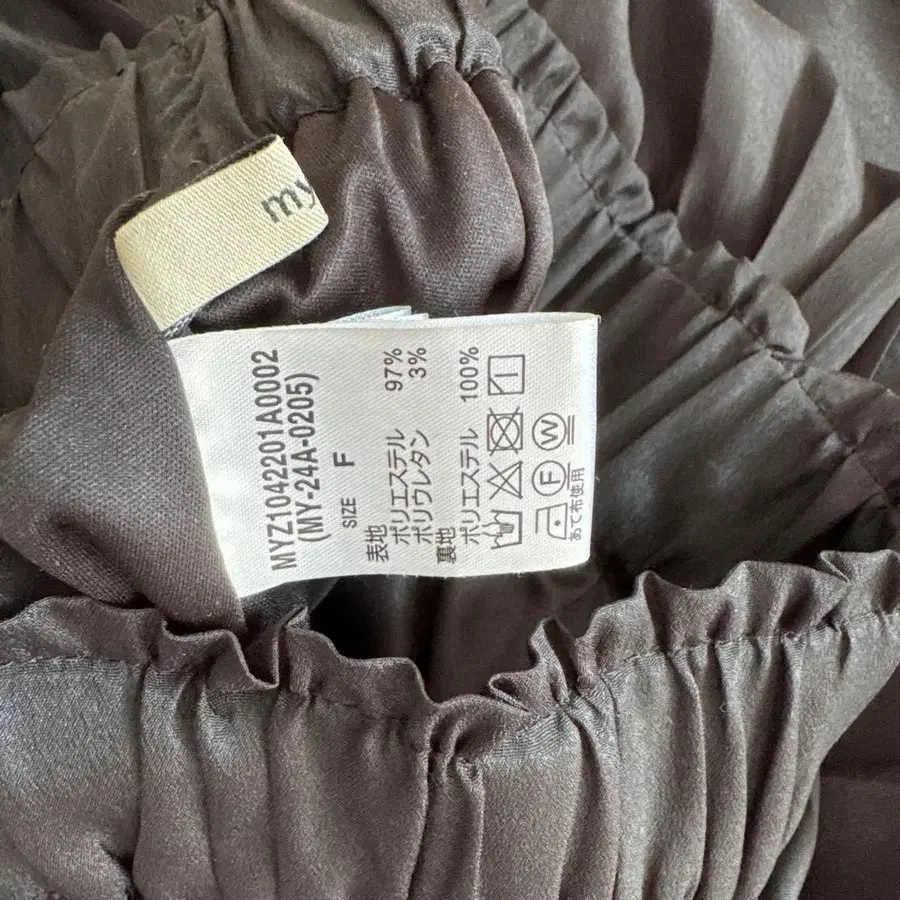 my
MYZ1042201A0002
(MY-24A-0205)
SIZE F
表地
ポリエステル 97%
ポリウレタン 3%
裏地
ポリエステル 100%
F W
あて布使用